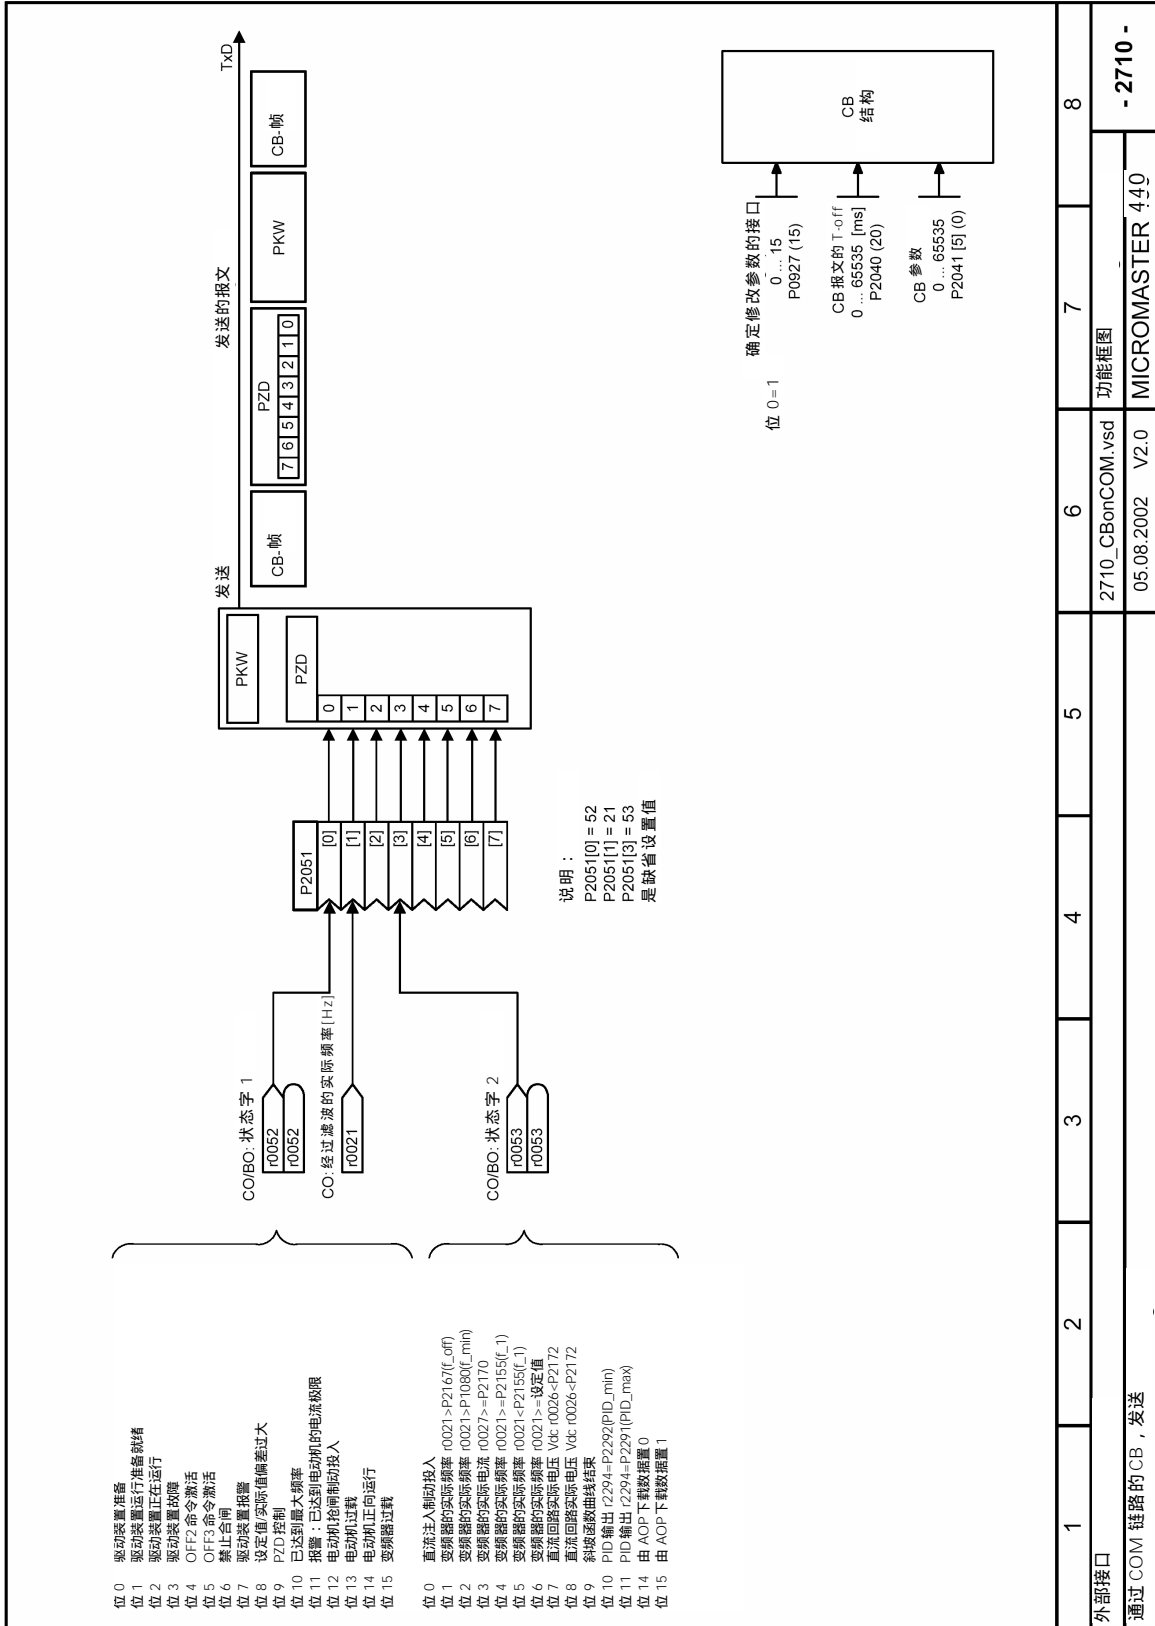 位 0 驱动装置准备
位 1 驱动装置运行准备就绪
位 2 驱动装置正在运行
位 3 驱动装置故障
位 4 OFF2 命令激活
位 5 OFF3 命令激活
位 6 禁止合闸
位 7 驱动装置报警
位 8 设定值/实际值偏差过大
位 9 PZD 控制
位 10 已达到最大频率
位 11 报警：已达到电动机的电流极限
位 12 电动机抱闸制动投入
位 13 电动机过载
位 14 电动机正向运行
位 15 变频器过载
位 0 直流注入制动投入
位 1 变频器的实际频率 r0021>P2167(f_off)
位 2 变频器的实际频率 r0021>P1080(f_min)
位 3 变频器的实际电流 r0027>=P2170
位 4 变频器的实际频率 r0021>=P2155(f_1)
位 5 变频器的实际频率 r0021<P2155(f_1)
位 6 变频器的实际频率 r0021>=设定值
位 7 直流回路实际电压 Vdc r0026<P2172
位 8 直流回路实际电压 Vdc r0026<P2172
位 9 斜坡函数曲线结束
位 10 PID 输出 r2294=P2292(PID_min)
位 11 PID 输出 r2294=P2291(PID_max)
位 14 由 AOP 下载数据置 0
位 15 由 AOP 下载数据置 1
CO/BO: 状态字 1
r0052
r0052
CO: 经过滤波的实际频率[Hz]
r0021
CO/BO: 状态字 2
r0053
r0053
P2051
[0]
[1]
[2]
[3]
[4]
[5]
[6]
[7]
说明：
P2051[0] = 52
P2051[1] = 21
P2051[3] = 53
是缺省设置值
PKW
PZD
0
1
2
3
4
5
6
7
发送
发送的报文
TxD
CB-帧
PZD
7 6 5 4 3 2 1 0
PKW
CB-帧
位 0=1
确定修改参数的接口
0 ... 15
P0927 (15)
CB 报文的 T-off
0 ... 65535 [ms]
P2040 (20)
CB 参数
0 ... 65535
P2041 [5] (0)
CB
结构
1 2 3 4 5 6 7 8
外部接口 2710_CBonCOM.vsd 功能框图 - 2710 -
通过 COM 链路的 CB，发送 05.08.2002 V2.0 MICROMASTER 440